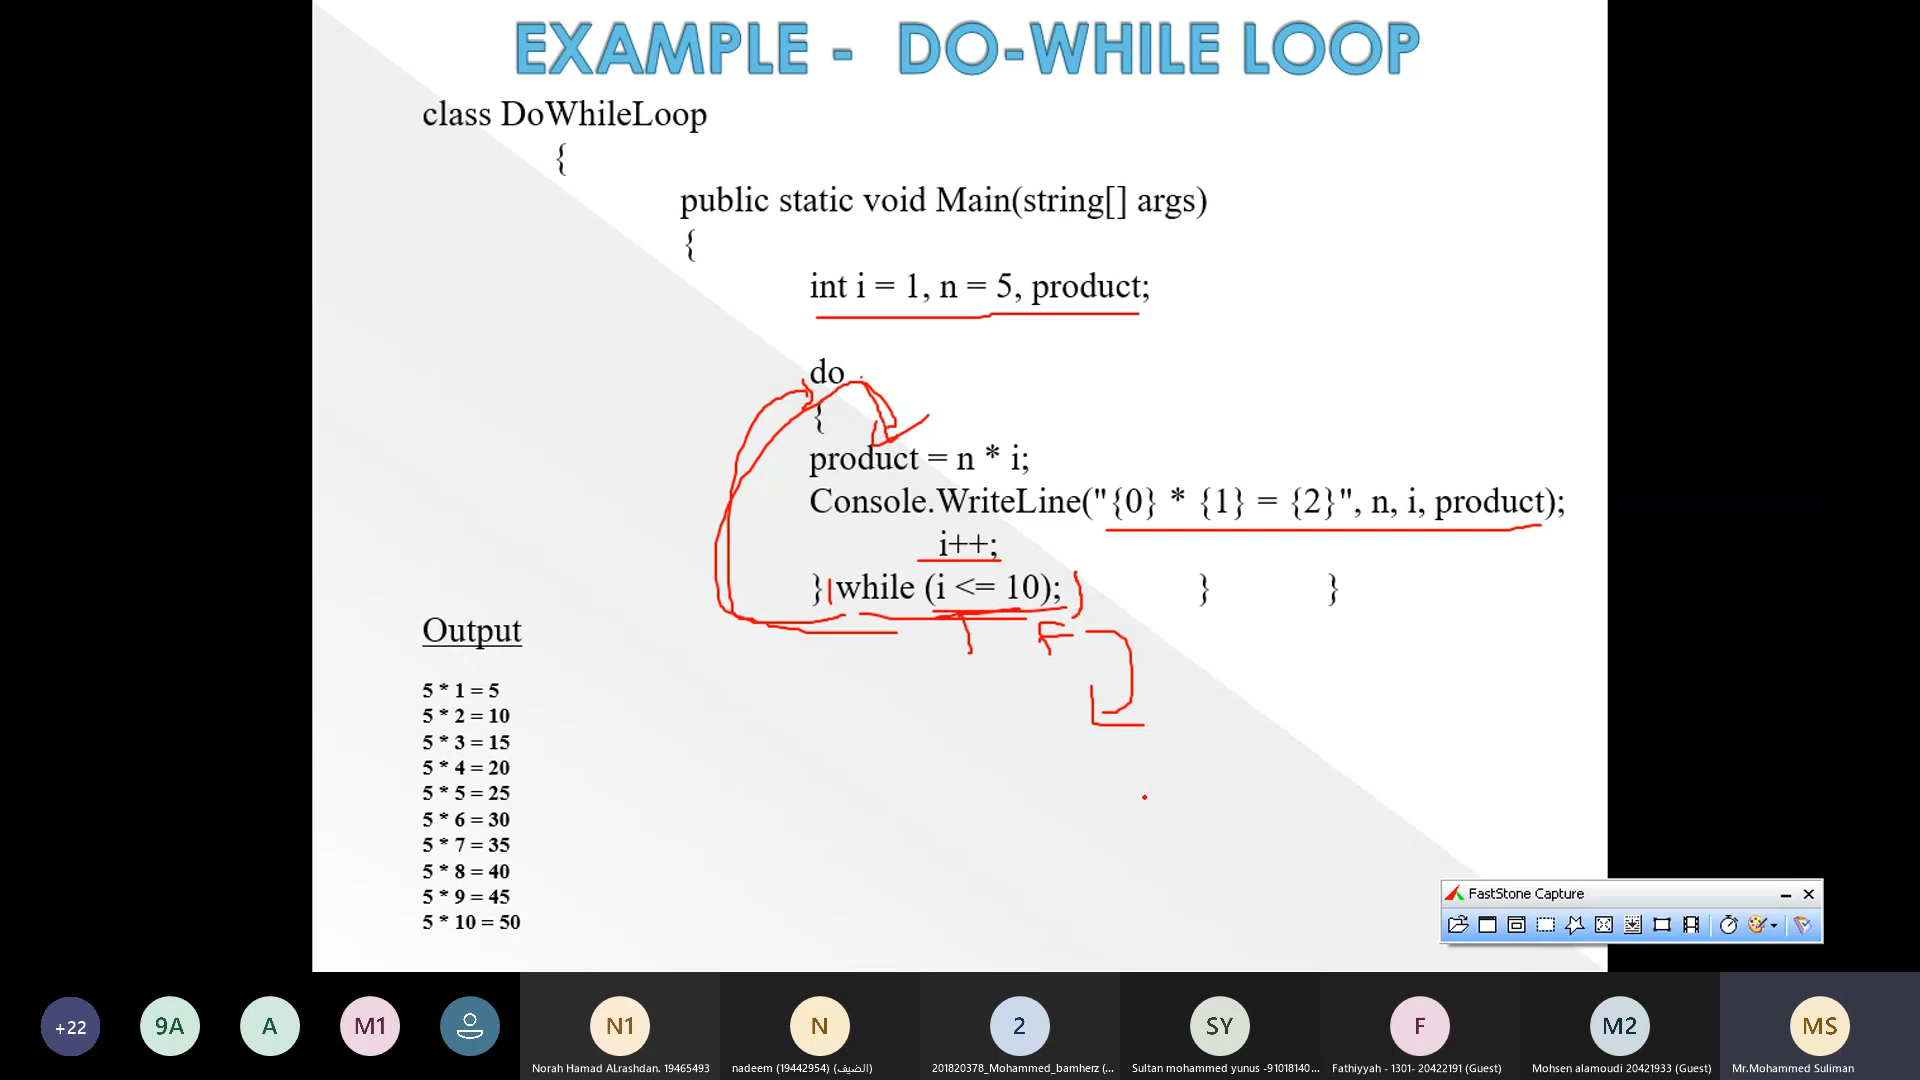 EXAMPLE - DO-WHILE LOOP
class DoWhileLoop
{
public static void Main(string[] args)
{
int i = 1, n = 5, product;
do
{
product = n * i;
Console.WriteLine("{0} * {1} = {2}", n, i, product);
i++;
} while (i <= 10); } }
T F
Output
5 * 1 = 5
5 * 2 = 10
5 * 3 = 15
5 * 4 = 20
5 * 5 = 25
5 * 6 = 30
5 * 7 = 35
5 * 8 = 40
5 * 9 = 45
5 * 10 = 50
FastStone Capture
+22 9A A M1 N1 N 2 SY F M2 MS
Norah Hamad ALrashdan. 19465493
nadeem (19442954) (الضيف)
201820378_Mohammed_bamherz (...
Sultan mohammed yunus -91018140...
Fathiyyah - 1301- 20422191 (Guest)
Mohsen alamoudi 20421933 (Guest)
Mr.Mohammed Suliman